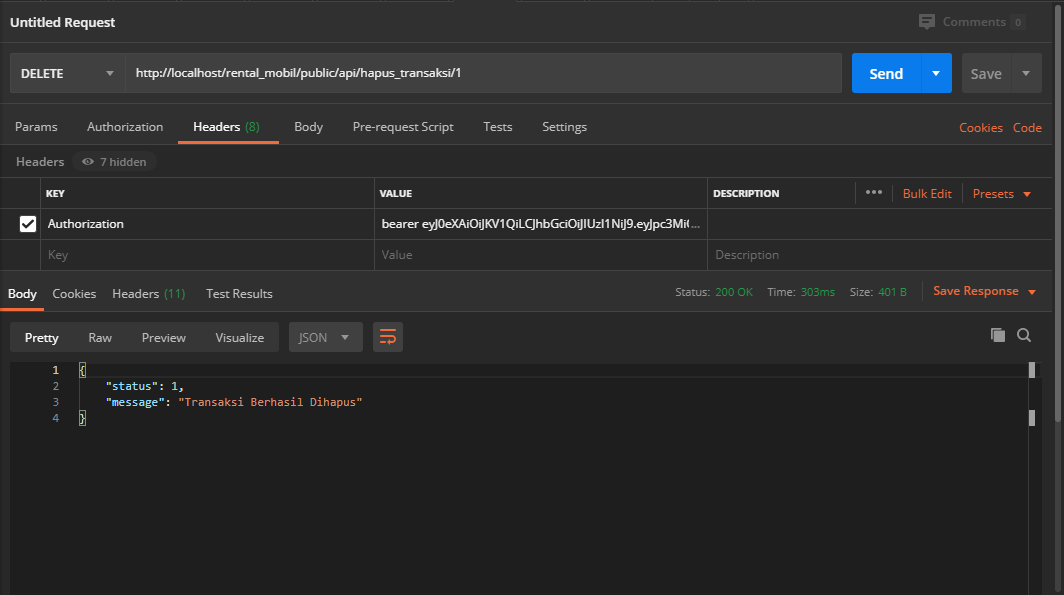 Untitled Request Comments 0
DELETE http://localhost/rental_mobil/public/api/hapus_transaksi/1 Send Save
Params Authorization Headers (8) Body Pre-request Script Tests Settings Cookies Code
Headers 7 hidden
KEY VALUE DESCRIPTION ••• Bulk Edit Presets
Authorization bearer eyJ0eXAiOiJKV1QiLCJhbGciOiJIUzI1NiJ9.eyJpc3MiO...
Key Value Description
Body Cookies Headers (11) Test Results Status: 200 OK Time: 303ms Size: 401 B Save Response
Pretty Raw Preview Visualize JSON
1 {
2 "status": 1,
3 "message": "Transaksi Berhasil Dihapus"
4 }